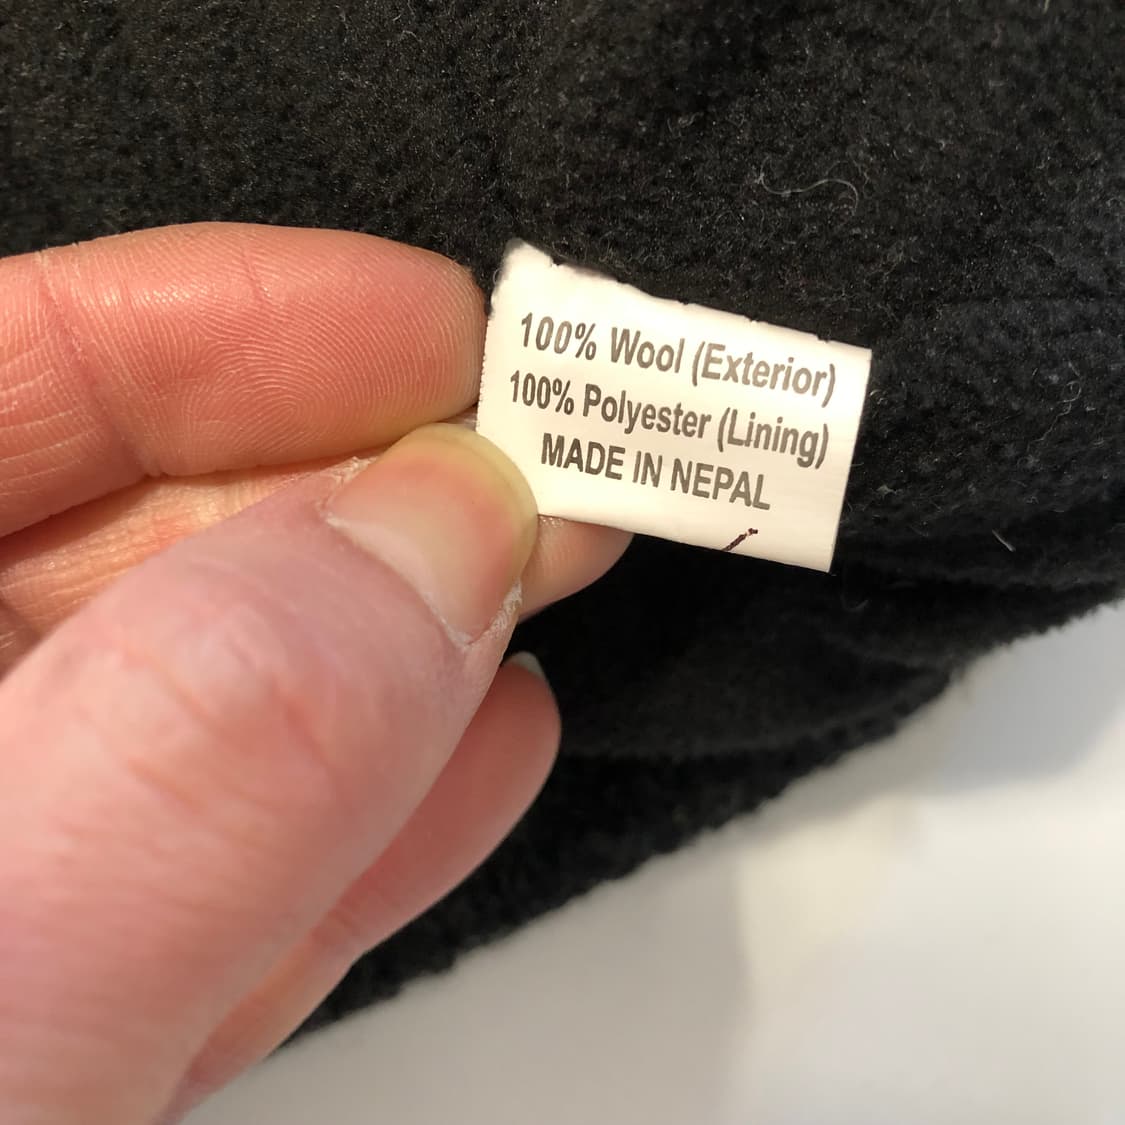 100% Wool (Exterior)
100% Polyester (Lining)
MADE IN NEPAL